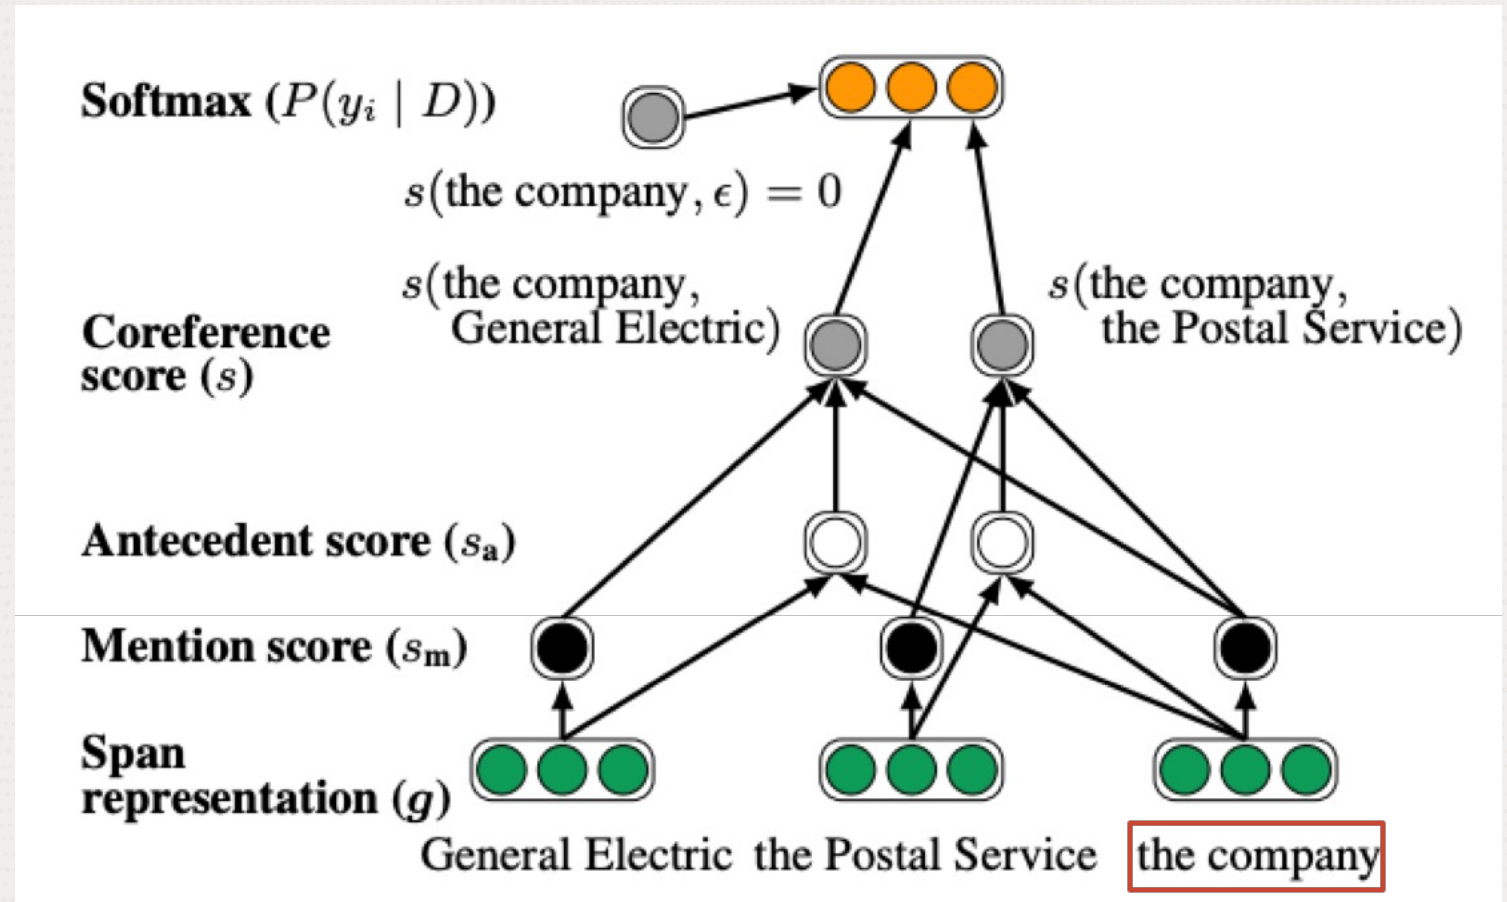 Softmax (P(yᵢ | D))
s(the company, ϵ) = 0
s(the company,
General Electric)
s(the company,
the Postal Service)
Coreference
score (s)
Antecedent score (sₐ)
Mention score (sₘ)
Span
representation (g)
General Electric the Postal Service the company